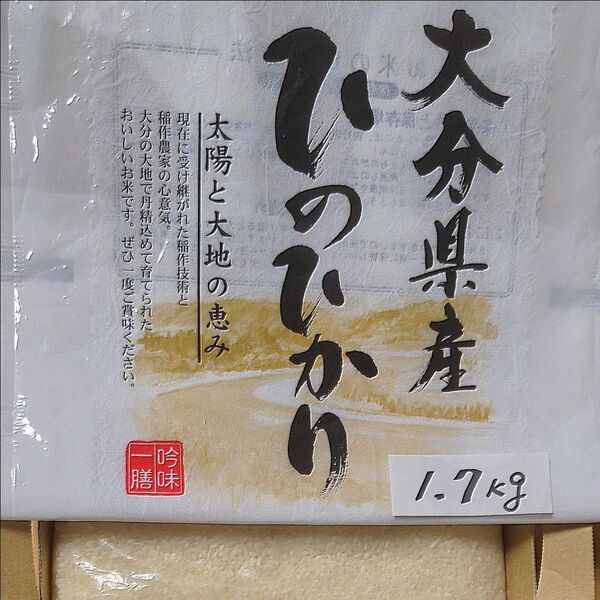 大分県産
ひのひかり
太陽と大地の恵み
現在に受け継がれた稲作技術と
稲作農家の心意気。
大分の大地で丹精込めて育てられた
おいしいお米です。ぜひ一度ご賞味ください。
吟味
一膳
1.7kg